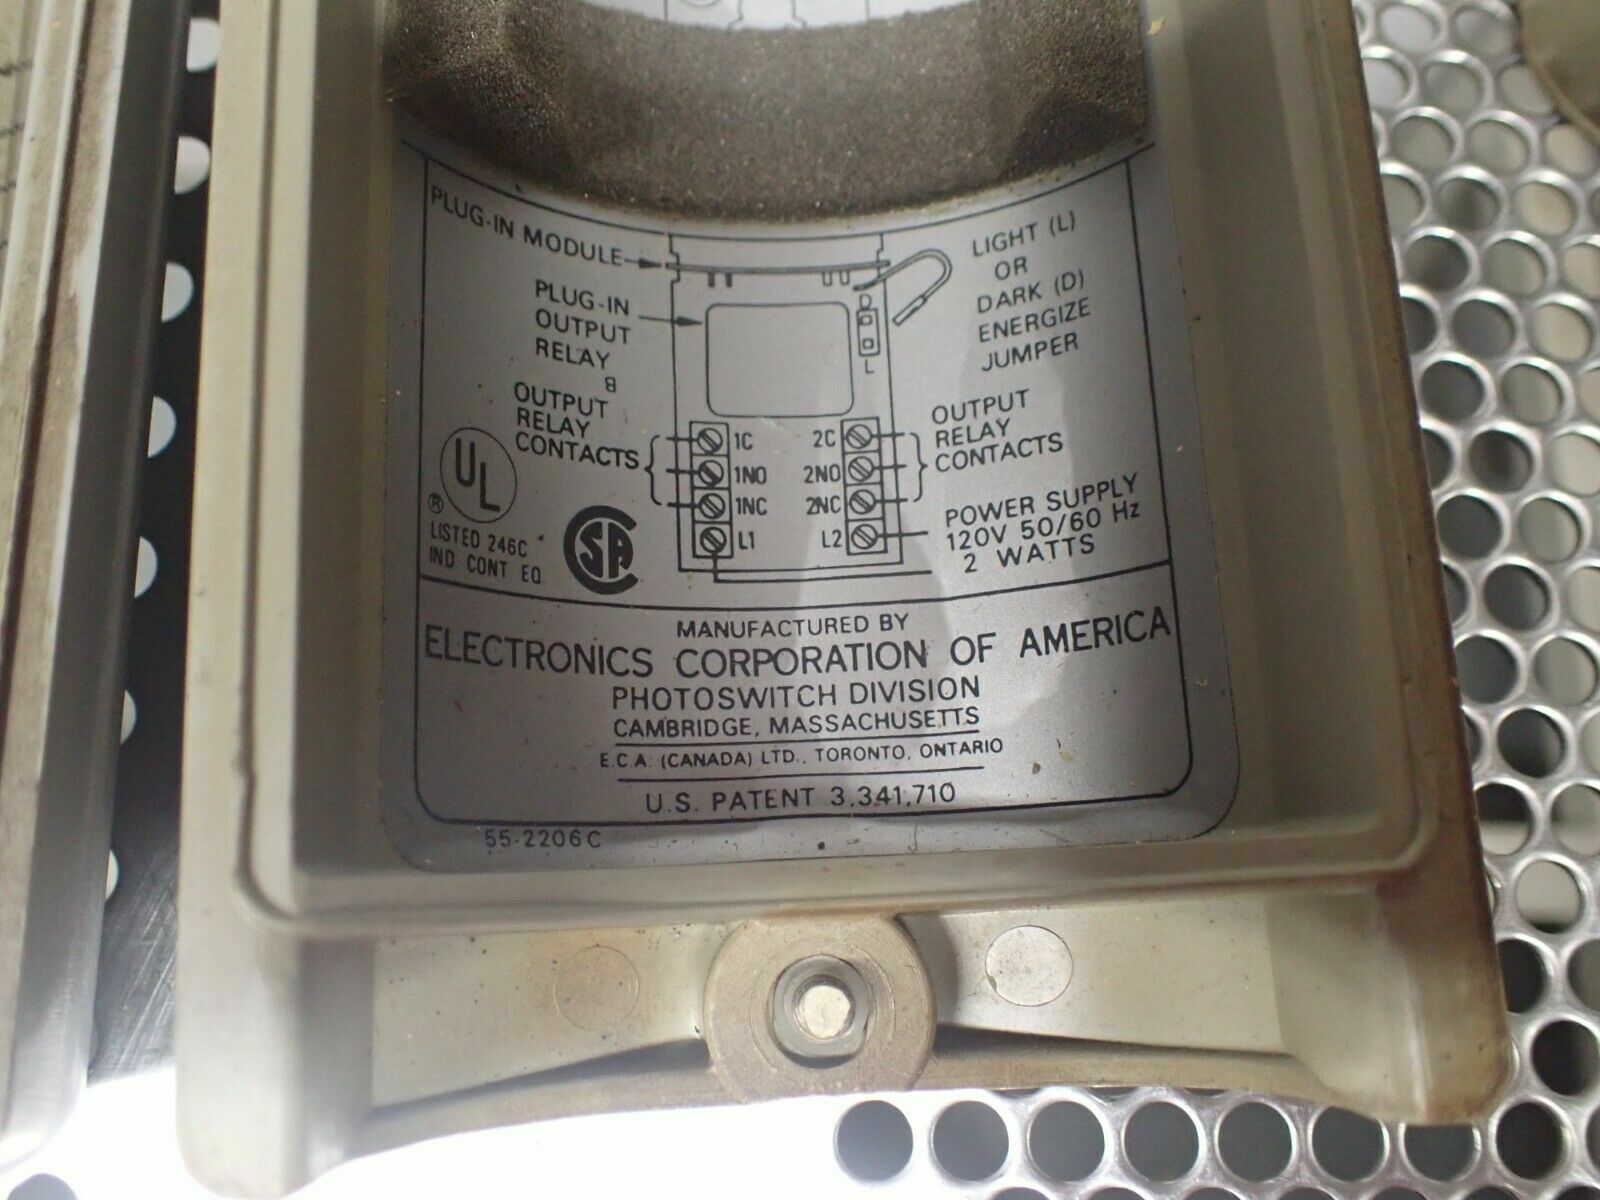 PLUG-IN MODULE
PLUG-IN
OUTPUT
RELAY
8
OUTPUT
RELAY
CONTACTS
LIGHT (L)
OR
DARK (D)
ENERGIZE
JUMPER
D
L
1C
1NO
1NC
L1
2C
2NO
2NC
L2
OUTPUT
RELAY
CONTACTS
POWER SUPPLY
120V 50/60 Hz
2 WATTS
UL
®
LISTED 246C
IND CONT EQ
CSA
MANUFACTURED BY
ELECTRONICS CORPORATION OF AMERICA
PHOTOSWITCH DIVISION
CAMBRIDGE, MASSACHUSETTS
E.C.A. (CANADA) LTD., TORONTO, ONTARIO
U.S. PATENT 3,341,710
55-2206C